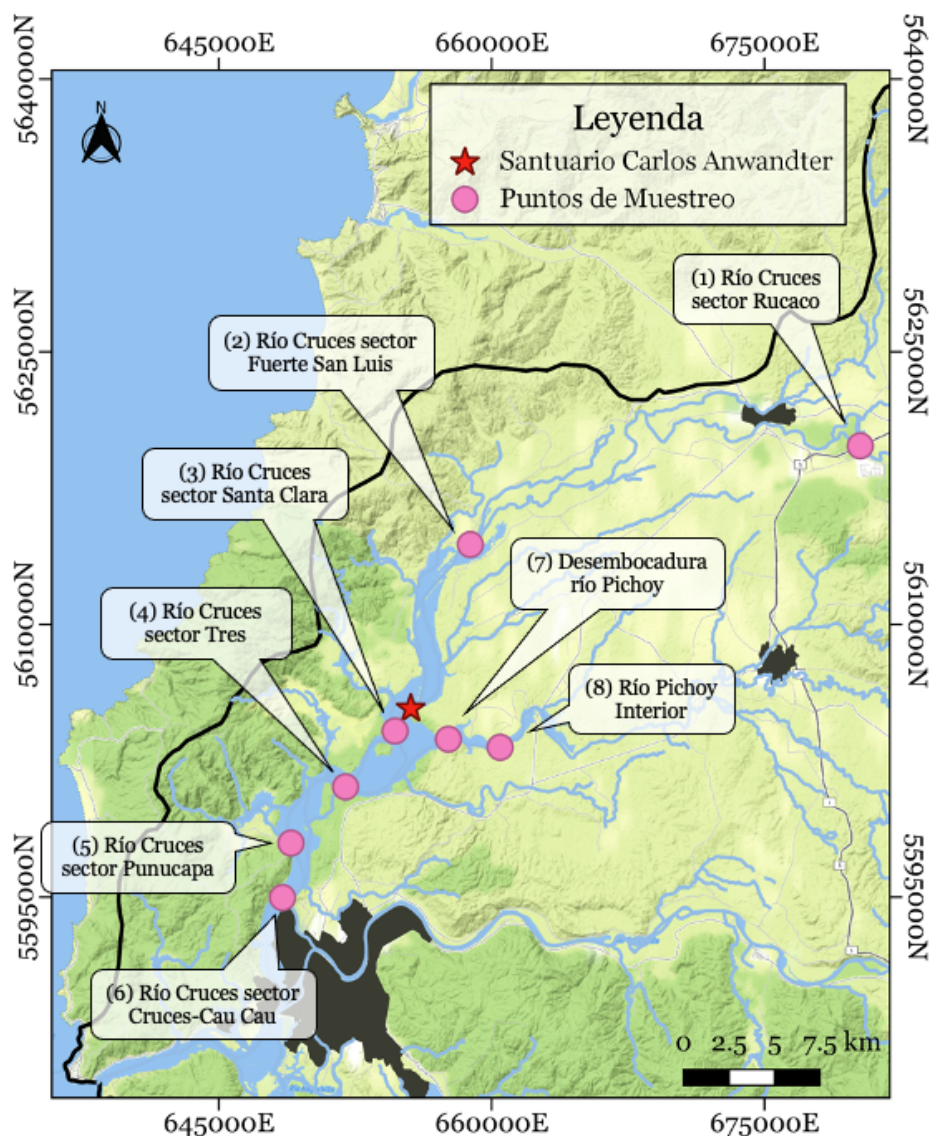 645000E 660000E 675000E
5640000N
5640000N
N
Leyenda
Santuario Carlos Anwandter
Puntos de Muestreo
(1) Río Cruces
sector Rucaco
5625000N
5625000N
(2) Río Cruces sector
Fuerte San Luis
(3) Río Cruces
sector Santa Clara
(7) Desembocadura
río Pichoy
(4) Río Cruces
sector Tres
5610000N
5610000N
(8) Río Pichoy
Interior
(5) Río Cruces
sector Punucapa
5595000N
5595000N
(6) Río Cruces sector
Cruces-Cau Cau
0 2.5 5 7.5 km
645000E 660000E 675000E